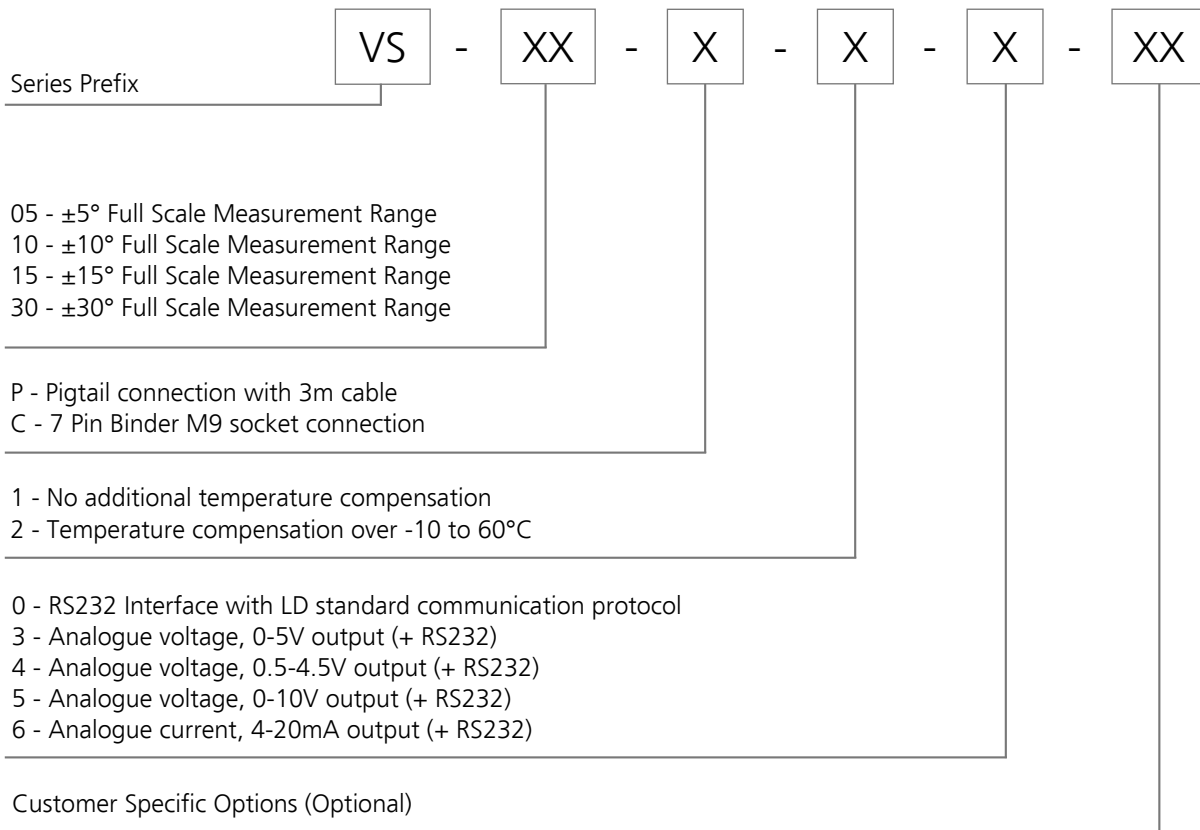 VS - XX - X - X - X - XX
Series Prefix
05 - ±5° Full Scale Measurement Range
10 - ±10° Full Scale Measurement Range
15 - ±15° Full Scale Measurement Range
30 - ±30° Full Scale Measurement Range
P - Pigtail connection with 3m cable
C - 7 Pin Binder M9 socket connection
1 - No additional temperature compensation
2 - Temperature compensation over -10 to 60°C
0 - RS232 Interface with LD standard communication protocol
3 - Analogue voltage, 0-5V output (+ RS232)
4 - Analogue voltage, 0.5-4.5V output (+ RS232)
5 - Analogue voltage, 0-10V output (+ RS232)
6 - Analogue current, 4-20mA output (+ RS232)
Customer Specific Options (Optional)